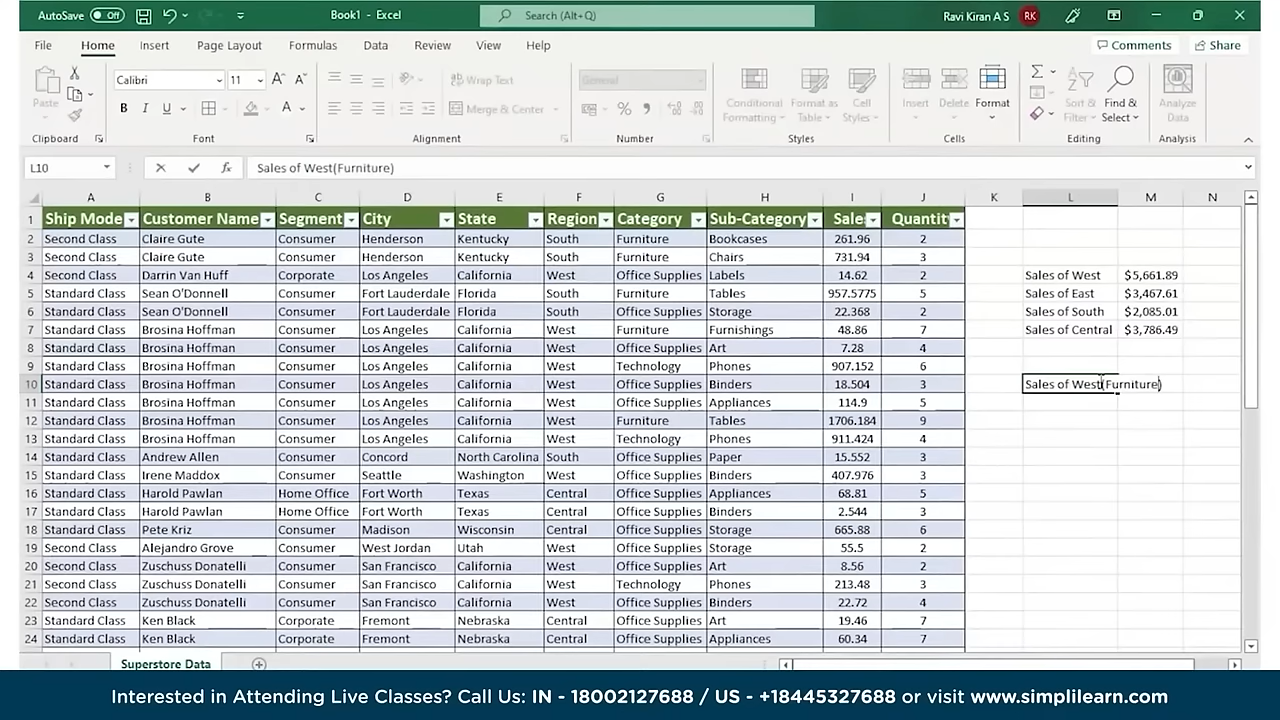 AutoSave Off Book1 - Excel Search (Alt+Q) Ravi Kiran A S RK
File Home Insert Page Layout Formulas Data Review View Help Comments Share
Calibri 11 Wrap Text General
Paste B I U Merge & Center % Conditional Formatting Format as Table Cell Styles Insert Delete Format Sort & Filter Find & Select Analyze Data
Clipboard Font Alignment Number Styles Cells Editing Analysis
L10 fx Sales of West(Furniture)
A B C D E F G H I J K L M N
1 Ship Mode Customer Name Segment City State Region Category Sub-Category Sales Quantity
2 Second Class Claire Gute Consumer Henderson Kentucky South Furniture Bookcases 261.96 2
3 Second Class Claire Gute Consumer Henderson Kentucky South Furniture Chairs 731.94 3
4 Second Class Darrin Van Huff Corporate Los Angeles California West Office Supplies Labels 14.62 2 Sales of West $5,661.89
5 Standard Class Sean O'Donnell Consumer Fort Lauderdale Florida South Furniture Tables 957.5775 5 Sales of East $3,467.61
6 Standard Class Sean O'Donnell Consumer Fort Lauderdale Florida South Office Supplies Storage 22.368 2 Sales of South $2,085.01
7 Standard Class Brosina Hoffman Consumer Los Angeles California West Furniture Furnishings 48.86 7 Sales of Central $3,786.49
8 Standard Class Brosina Hoffman Consumer Los Angeles California West Office Supplies Art 7.28 4
9 Standard Class Brosina Hoffman Consumer Los Angeles California West Technology Phones 907.152 6
10 Standard Class Brosina Hoffman Consumer Los Angeles California West Office Supplies Binders 18.504 3 Sales of West(Furniture)
11 Standard Class Brosina Hoffman Consumer Los Angeles California West Office Supplies Appliances 114.9 5
12 Standard Class Brosina Hoffman Consumer Los Angeles California West Furniture Tables 1706.184 9
13 Standard Class Brosina Hoffman Consumer Los Angeles California West Technology Phones 911.424 4
14 Standard Class Andrew Allen Consumer Concord North Carolina South Office Supplies Paper 15.552 3
15 Standard Class Irene Maddox Consumer Seattle Washington West Office Supplies Binders 407.976 3
16 Standard Class Harold Pawlan Home Office Fort Worth Texas Central Office Supplies Appliances 68.81 5
17 Standard Class Harold Pawlan Home Office Fort Worth Texas Central Office Supplies Binders 2.544 3
18 Standard Class Pete Kriz Consumer Madison Wisconsin Central Office Supplies Storage 665.88 6
19 Second Class Alejandro Grove Consumer West Jordan Utah West Office Supplies Storage 55.5 2
20 Second Class Zuschuss Donatelli Consumer San Francisco California West Office Supplies Art 8.56 2
21 Second Class Zuschuss Donatelli Consumer San Francisco California West Technology Phones 213.48 3
22 Second Class Zuschuss Donatelli Consumer San Francisco California West Office Supplies Binders 22.72 4
23 Standard Class Ken Black Corporate Fremont Nebraska Central Office Supplies Art 19.46 7
24 Standard Class Ken Black Corporate Fremont Nebraska Central Office Supplies Appliances 60.34 7
Superstore Data
Interested in Attending Live Classes? Call Us: IN - 18002127688 / US - +18445327688 or visit www.simplilearn.com